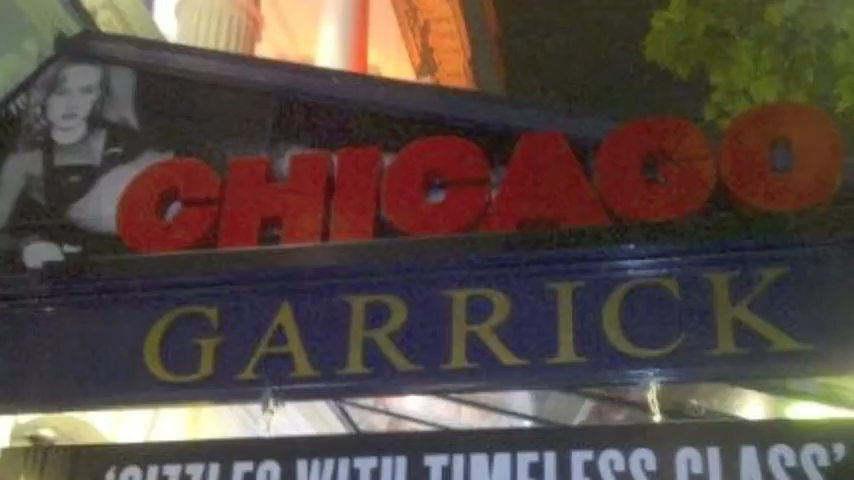 CHICAGO
GARRICK
'SIZZLES WITH TIMELESS CLASS'